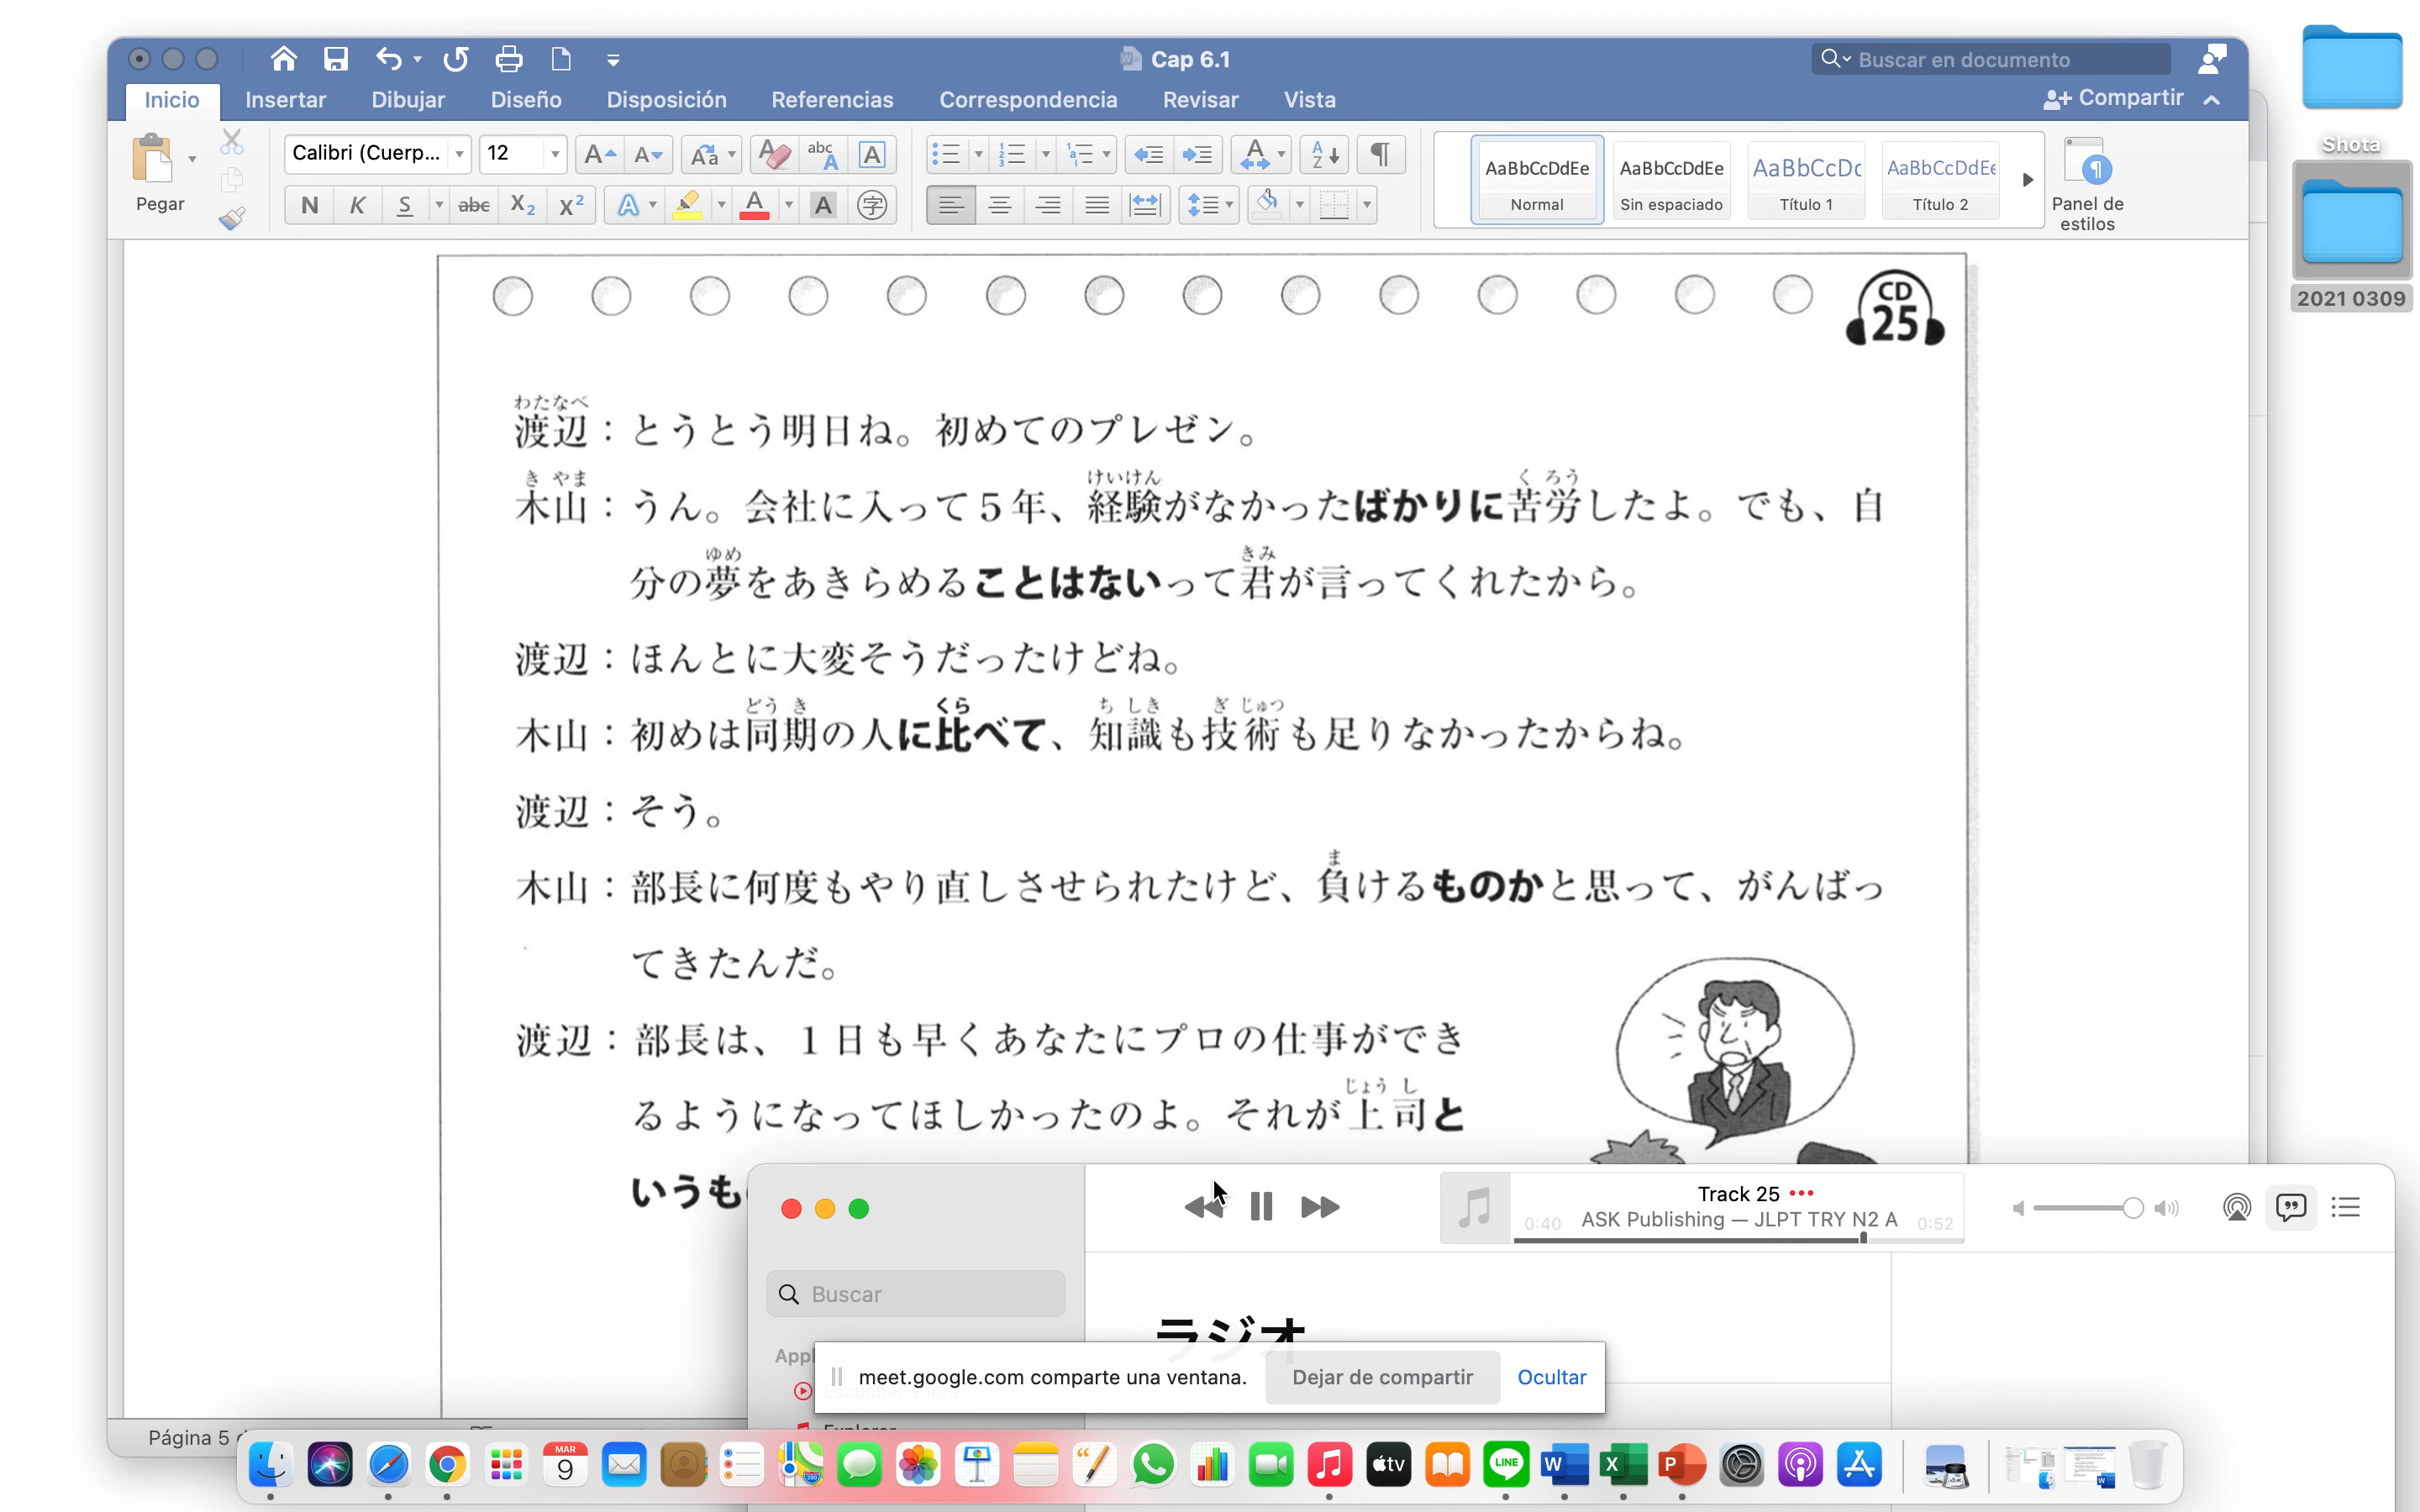 Cap 6.1
Buscar en documento
Inicio Insertar Dibujar Diseño Disposición Referencias Correspondencia Revisar Vista Compartir
Pegar Calibri (Cuerp... 12
N K S abc X₂ X² A A 字
AaBbCcDdEe AaBbCcDdEe AaBbCcDc AaBbCcDdEe
Normal Sin espaciado Título 1 Título 2
Panel de
estilos
Shota
2021 0309
CD
25
わたなべ
渡辺：とうとう明日ね。初めてのプレゼン。
き やま けいけん く ろう
木山：うん。会社に入って５年、経験がなかったばかりに苦労したよ。でも、自
ゆめ きみ
分の夢をあきらめることはないって君が言ってくれたから。
渡辺：ほんとに大変そうだったけどね。
どう き くら ち しき ぎ じゅつ
木山：初めは同期の人に比べて、知識も技術も足りなかったからね。
渡辺：そう。
ま
木山：部長に何度もやり直しさせられたけど、負けるものかと思って、がんばっ
てきたんだ。
渡辺：部長は、１日も早くあなたにプロの仕事ができ
じょう し
るようになってほしかったのよ。それが上司と
いうも
Track 25
0:40 ASK Publishing — JLPT TRY N2 A 0:52
Buscar
ラジオ
Appl
meet.google.com comparte una ventana. Dejar de compartir Ocultar
Explorar
Página 5
MAR
9
280
tv
LINE
W X P